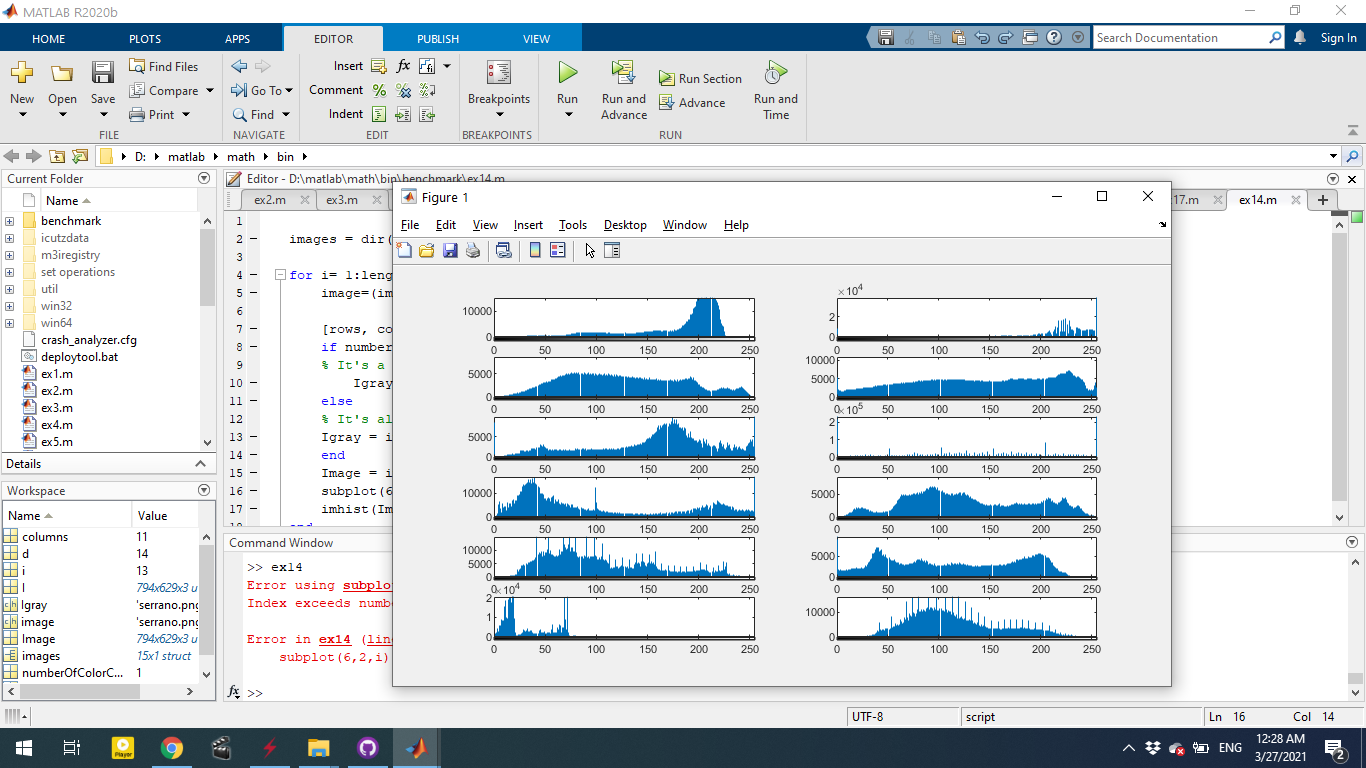 MATLAB R2020b
HOME PLOTS APPS EDITOR PUBLISH VIEW
Search Documentation
Sign In
New Open Save
Find Files
Compare
Print
FILE
Go To
Find
NAVIGATE
Insert fx
Comment
Indent
EDIT
Breakpoints
BREAKPOINTS
Run
Run and Advance
Run Section
Advance
Run and Time
RUN
D: matlab math bin
Current Folder
Name
benchmark
icutzdata
m3iregistry
set operations
util
win32
win64
crash_analyzer.cfg
deploytool.bat
ex1.m
ex2.m
ex3.m
ex4.m
ex5.m
Details
Workspace
Name Value
columns 11
d 14
i 13
I 794x629x3 u
Igray 'serrano.png
image 'serrano.png
Image 794x629x3 u
images 15x1 struct
numberOfColorC... 1
Editor - D:\matlab\math\bin\benchmark\ex14.m
ex2.m ex3.m 17.m ex14.m
1
2 images = dir(
3
4 for i= 1:leng
5 image=(im
6
7 [rows, co
8 if number
9 % It's a
10 Igray
11 else
12 % It's al
13 Igray = i
14 end
15 Image = i
16 subplot(6
17 imhist(Im
Command Window
>> ex14
Error using subplo
Index exceeds numbe
Error in ex14 (lin
subplot(6,2,i)
fx >>
Figure 1
File Edit View Insert Tools Desktop Window Help
10000
0
0 50 100 150 200 250
×10^4
2
0
0 50 100 150 200 250
5000
0
0 50 100 150 200 250
10000
5000
0
0 50 100 150 200 250
5000
0
0 50 100 150 200 250
×10^5
2
1
0
0 50 100 150 200 250
10000
0
0 50 100 150 200 250
5000
0
0 50 100 150 200 250
10000
5000
0
0 50 100 150 200 250
5000
0
0 50 100 150 200 250
×10^4
2
1
0
0 50 100 150 200 250
10000
0
0 50 100 150 200 250
UTF-8 script Ln 16 Col 14
Player
ENG
12:28 AM
3/27/2021
2